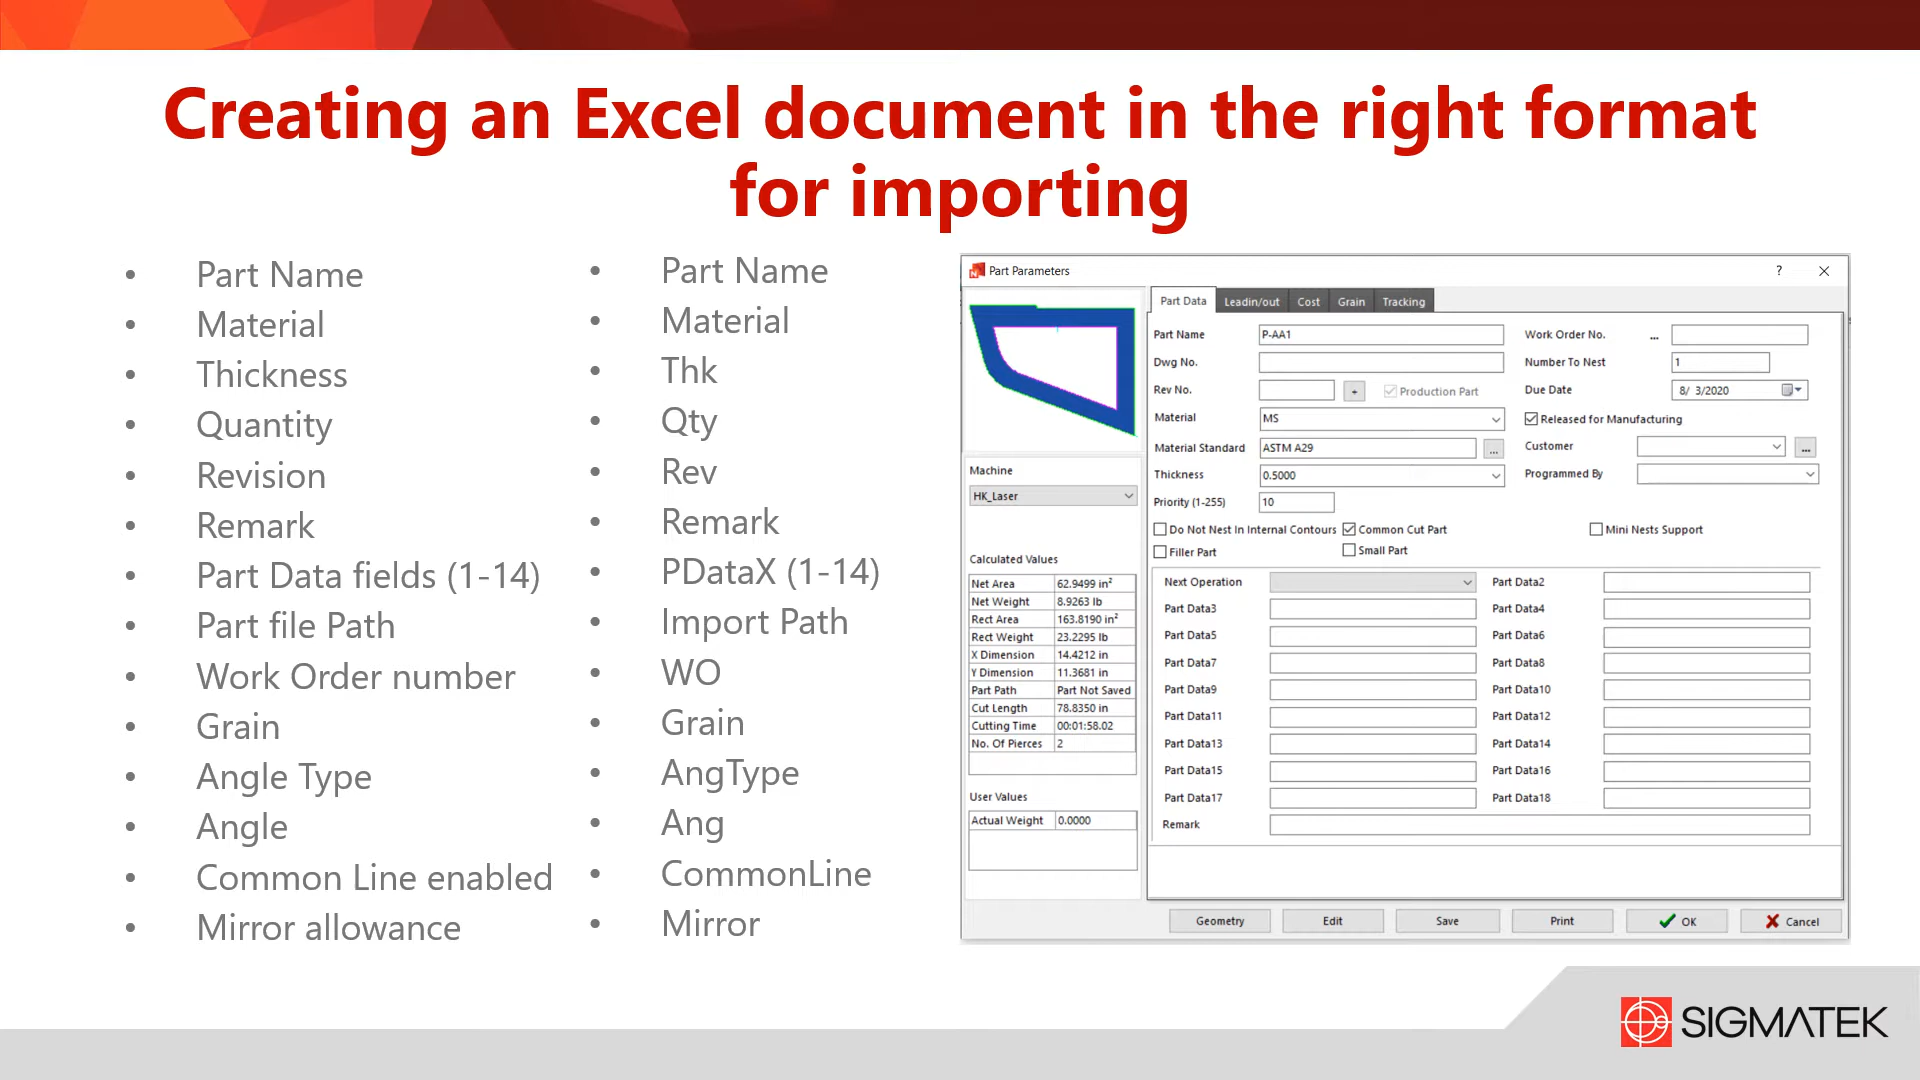 Creating an Excel document in the right format
for importing
• Part Name
• Material
• Thickness
• Quantity
• Revision
• Remark
• Part Data fields (1-14)
• Part file Path
• Work Order number
• Grain
• Angle Type
• Angle
• Common Line enabled
• Mirror allowance
• Part Name
• Material
• Thk
• Qty
• Rev
• Remark
• PDataX (1-14)
• Import Path
• WO
• Grain
• AngType
• Ang
• CommonLine
• Mirror
Part Parameters ?
Machine
HK_Laser
Calculated Values
Net Area 62.9499 in²
Net Weight 8.9263 lb
Rect Area 163.8190 in²
Rect Weight 23.2295 lb
X Dimension 14.4212 in
Y Dimension 11.3681 in
Part Path Part Not Saved
Cut Length 78.8350 in
Cutting Time 00:01:58.02
No. Of Pierces 2
User Values
Actual Weight 0.0000
Part Data Leadin/out Cost Grain Tracking
Part Name P-AA1 Work Order No. ...
Dwg No. Number To Nest 1
Rev No. + Production Part Due Date 8/ 3/2020
Material MS Released for Manufacturing
Material Standard ASTM A29 ... Customer ...
Thickness 0.5000 Programmed By
Priority (1-255) 10
Do Not Nest In Internal Contours Common Cut Part Mini Nests Support
Filler Part Small Part
Next Operation Part Data2
Part Data3 Part Data4
Part Data5 Part Data6
Part Data7 Part Data8
Part Data9 Part Data10
Part Data11 Part Data12
Part Data13 Part Data14
Part Data15 Part Data16
Part Data17 Part Data18
Remark
Geometry Edit Save Print OK Cancel
SIGMATEK